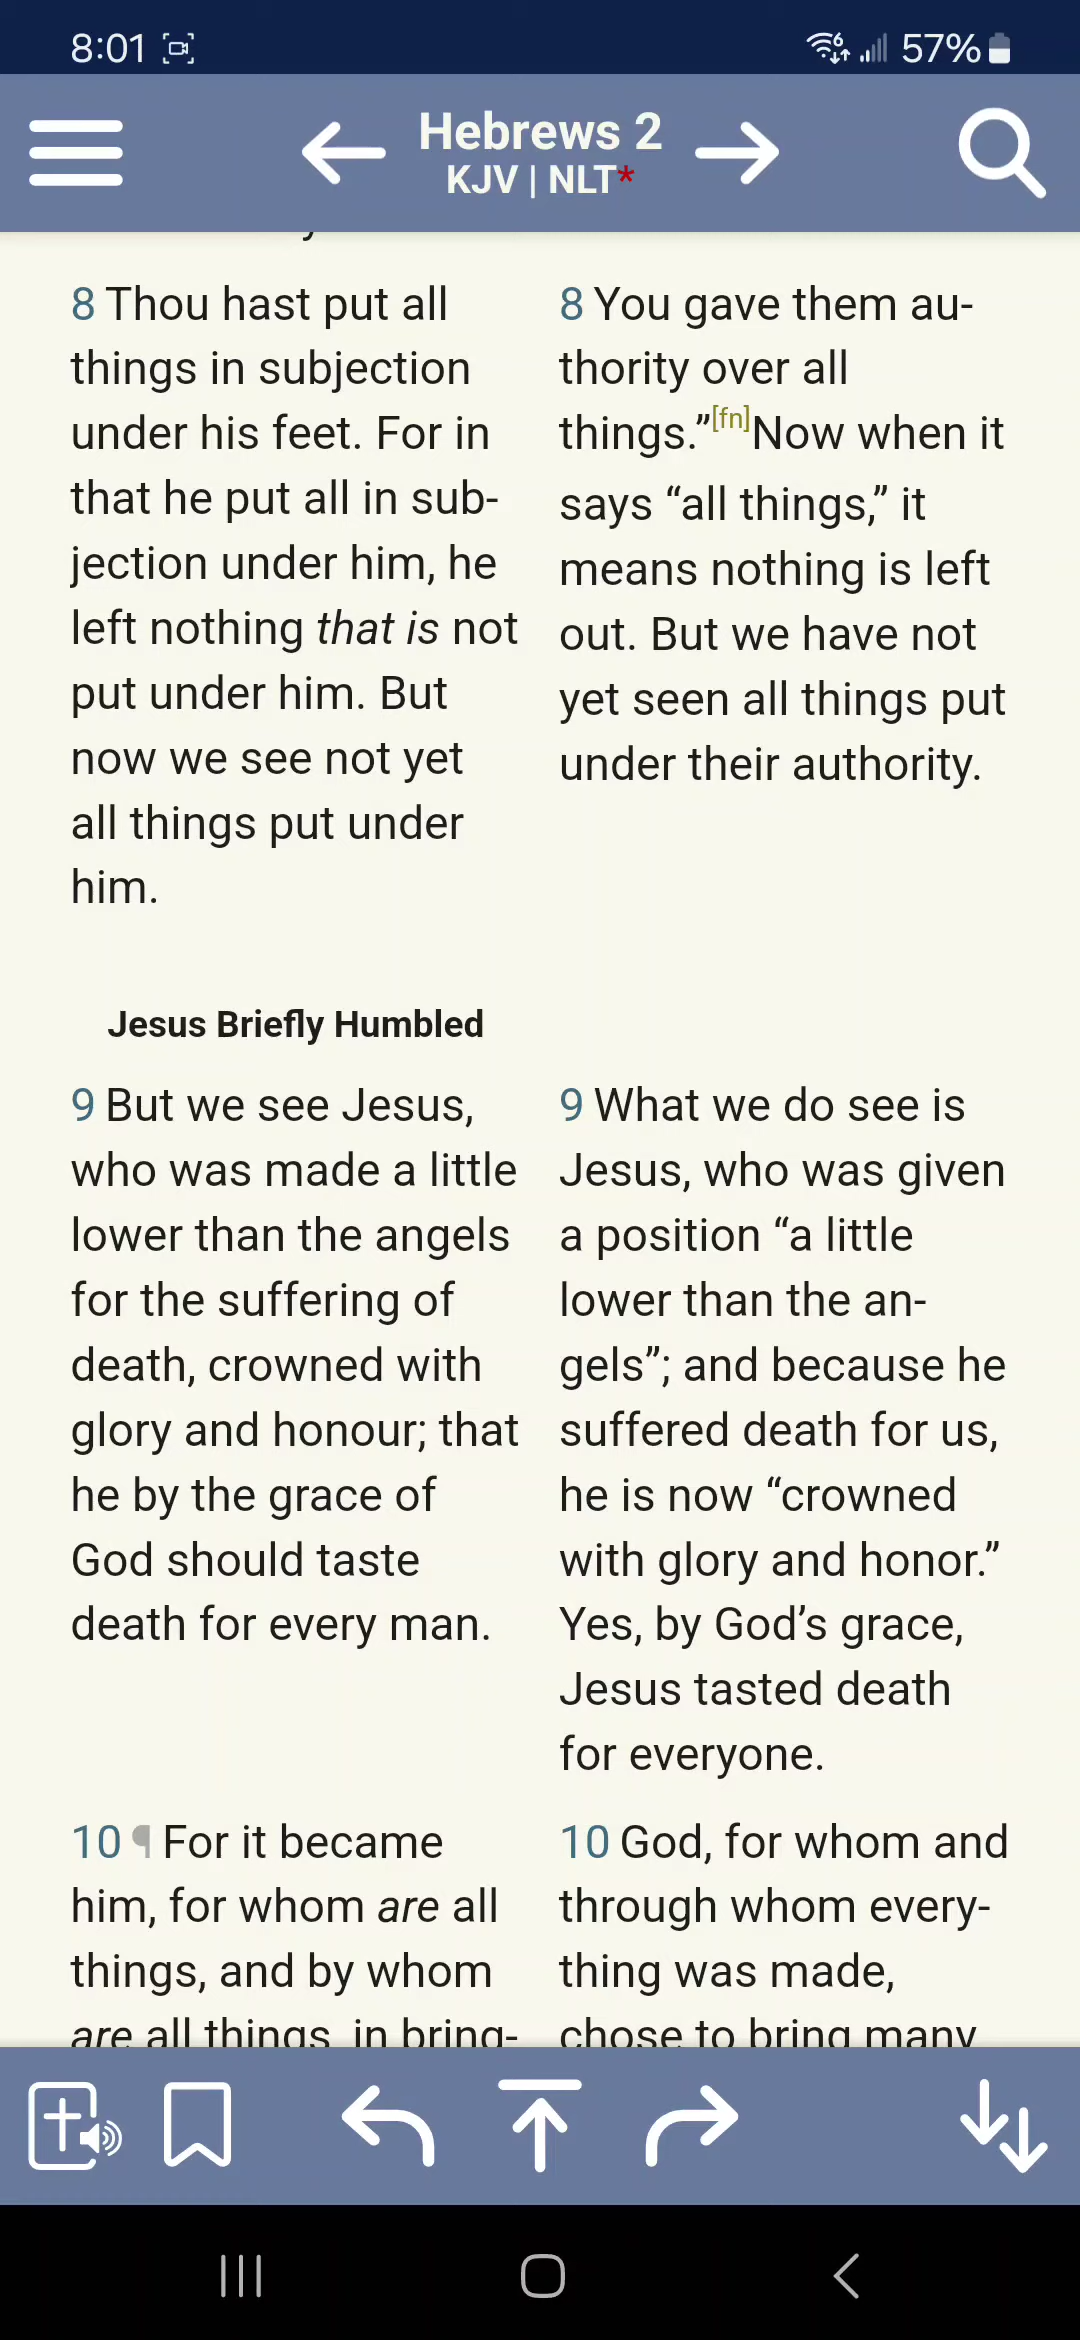 8:01
57%
Hebrews 2
KJV | NLT*
8 Thou hast put all
things in subjection
under his feet. For in
that he put all in sub-
jection under him, he
left nothing that is not
put under him. But
now we see not yet
all things put under
him.
8 You gave them au-
thority over all
things.”[fn]Now when it
says “all things,” it
means nothing is left
out. But we have not
yet seen all things put
under their authority.
Jesus Briefly Humbled
9 But we see Jesus,
who was made a little
lower than the angels
for the suffering of
death, crowned with
glory and honour; that
he by the grace of
God should taste
death for every man.
9 What we do see is
Jesus, who was given
a position “a little
lower than the an-
gels”; and because he
suffered death for us,
he is now “crowned
with glory and honor.”
Yes, by God’s grace,
Jesus tasted death
for everyone.
10 ¶ For it became
him, for whom are all
things, and by whom
are all things, in bring-
10 God, for whom and
through whom every-
thing was made,
chose to bring many